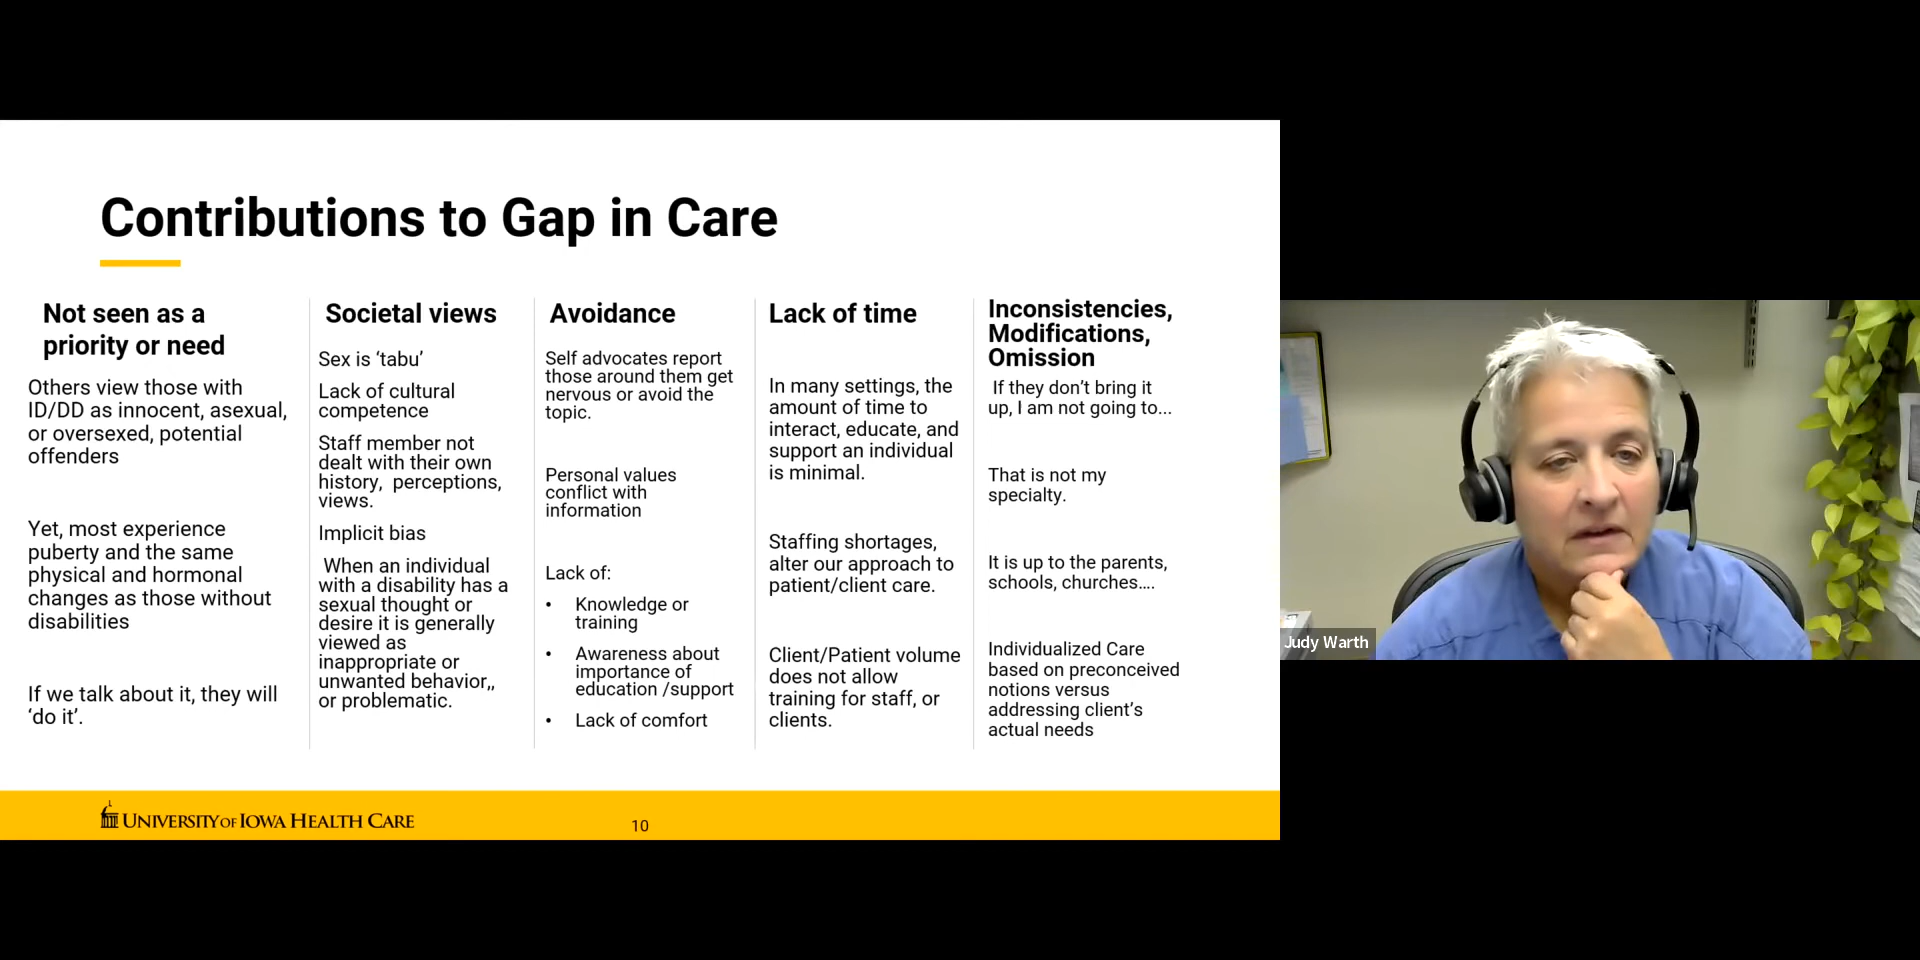 Contributions to Gap in Care
Not seen as a
priority or need
Others view those with
ID/DD as innocent, asexual,
or oversexed, potential
offenders
Yet, most experience
puberty and the same
physical and hormonal
changes as those without
disabilities
If we talk about it, they will
‘do it’.
Societal views
Sex is ‘tabu’
Lack of cultural
competence
Staff member not
dealt with their own
history,  perceptions,
views.
Implicit bias
When an individual
with a disability has a
sexual thought or
desire it is generally
viewed as
inappropriate or
unwanted behavior,,
or problematic.
Avoidance
Self advocates report
those around them get
nervous or avoid the
topic.
Personal values
conflict with
information
Lack of:
• Knowledge or
training
• Awareness about
importance of
education /support
• Lack of comfort
Lack of time
In many settings, the
amount of time to
interact, educate, and
support an individual
is minimal.
Staffing shortages,
alter our approach to
patient/client care.
Client/Patient volume
does not allow
training for staff, or
clients.
Inconsistencies,
Modifications,
Omission
If they don’t bring it
up, I am not going to...
That is not my
specialty.
It is up to the parents,
schools, churches....
Individualized Care
based on preconceived
notions versus
addressing client’s
actual needs
UNIVERSITY OF IOWA HEALTH CARE
10
Judy Warth